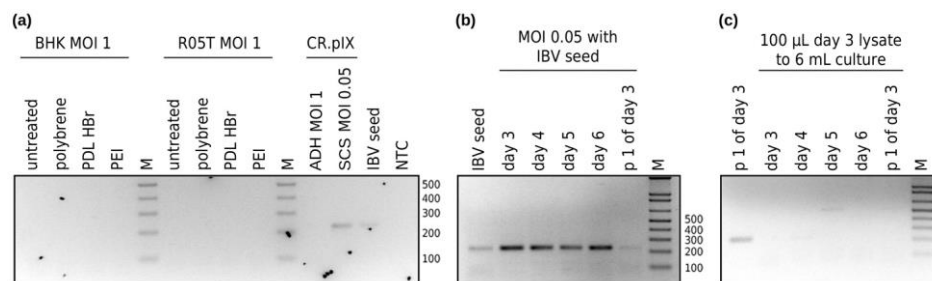 (a)
BHK MOI 1
R05T MOI 1
CR.pIX
untreated
polybrene
PDL HBr
PEI
M
untreated
polybrene
PDL HBr
PEI
M
ADH MOI 1
SCS MOI 0.05
IBV seed
NTC
500
400
300
200
100
(b)
MOI 0.05 with
IBV seed
IBV seed
day 3
day 4
day 5
day 6
p 1 of day 3
M
500
400
300
200
100
(c)
100 µL day 3 lysate
to 6 mL culture
p 1 of day 3
day 3
day 4
day 5
day 6
p 1 of day 3
M